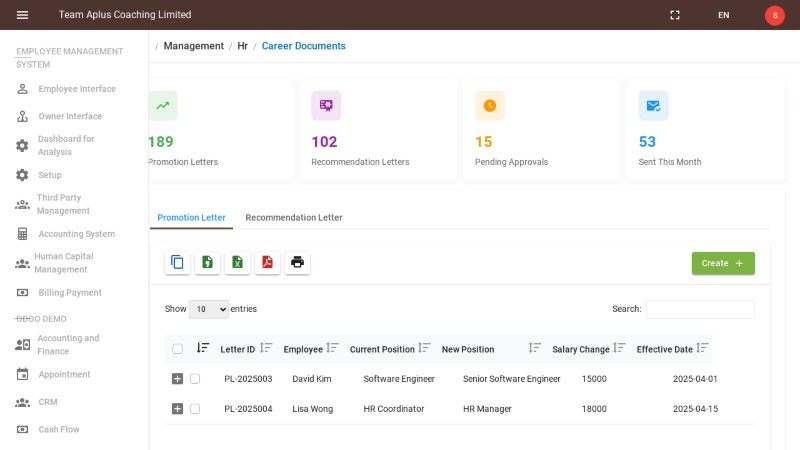 Team Aplus Coaching Limited
EN
S
EMPLOYEE MANAGEMENT
SYSTEM
Employee Interface
Owner Interface
Dashboard for
Analysis
Setup
Third Party
Management
Accounting System
Human Capital
Management
Billing Payment
ODOO DEMO
Accounting and
Finance
Appointment
CRM
Cash Flow
/ Management / Hr / Career Documents
189
Promotion Letters
102
Recommendation Letters
15
Pending Approvals
53
Sent This Month
Promotion Letter
Recommendation Letter
Create +
Show 10 entries
Search:
Letter ID Employee Current Position New Position Salary Change Effective Date
PL-2025003 David Kim Software Engineer Senior Software Engineer 15000 2025-04-01
PL-2025004 Lisa Wong HR Coordinator HR Manager 18000 2025-04-15